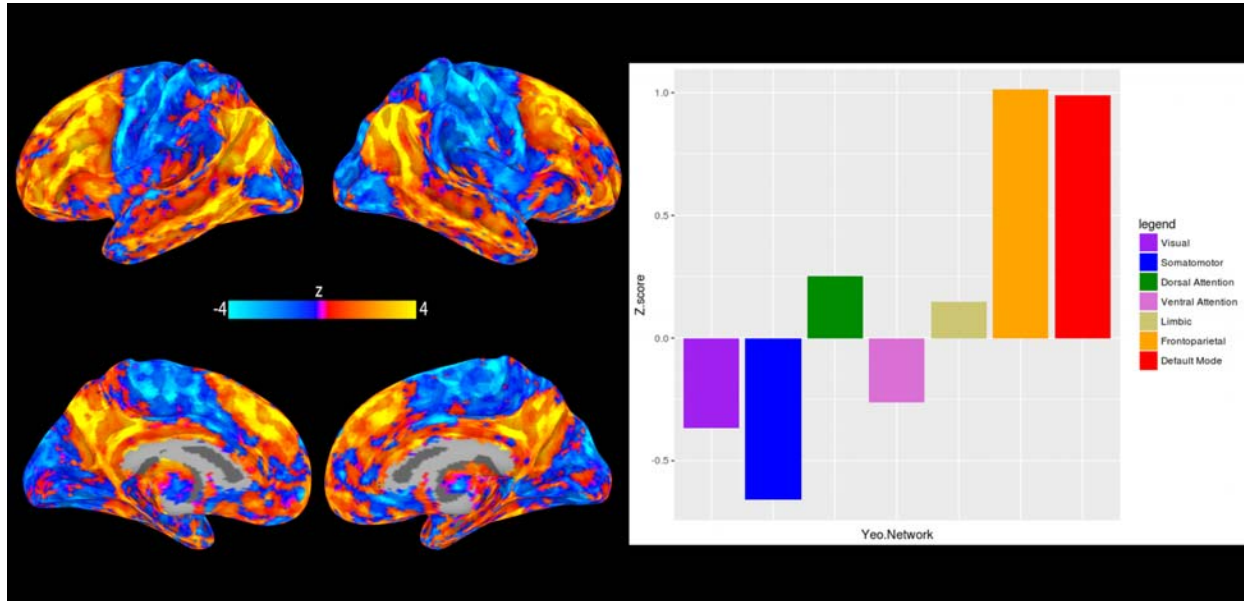 -4
Z
4
1.0
0.5
0.0
-0.5
Z.score
Yeo.Network
legend
Visual
Somatomotor
Dorsal Attention
Ventral Attention
Limbic
Frontoparietal
Default Mode